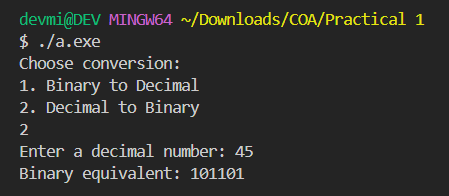 devmi@DEV MINGW64 ~/Downloads/COA/Practical 1
$ ./a.exe
Choose conversion:
1. Binary to Decimal
2. Decimal to Binary
2
Enter a decimal number: 45
Binary equivalent: 101101